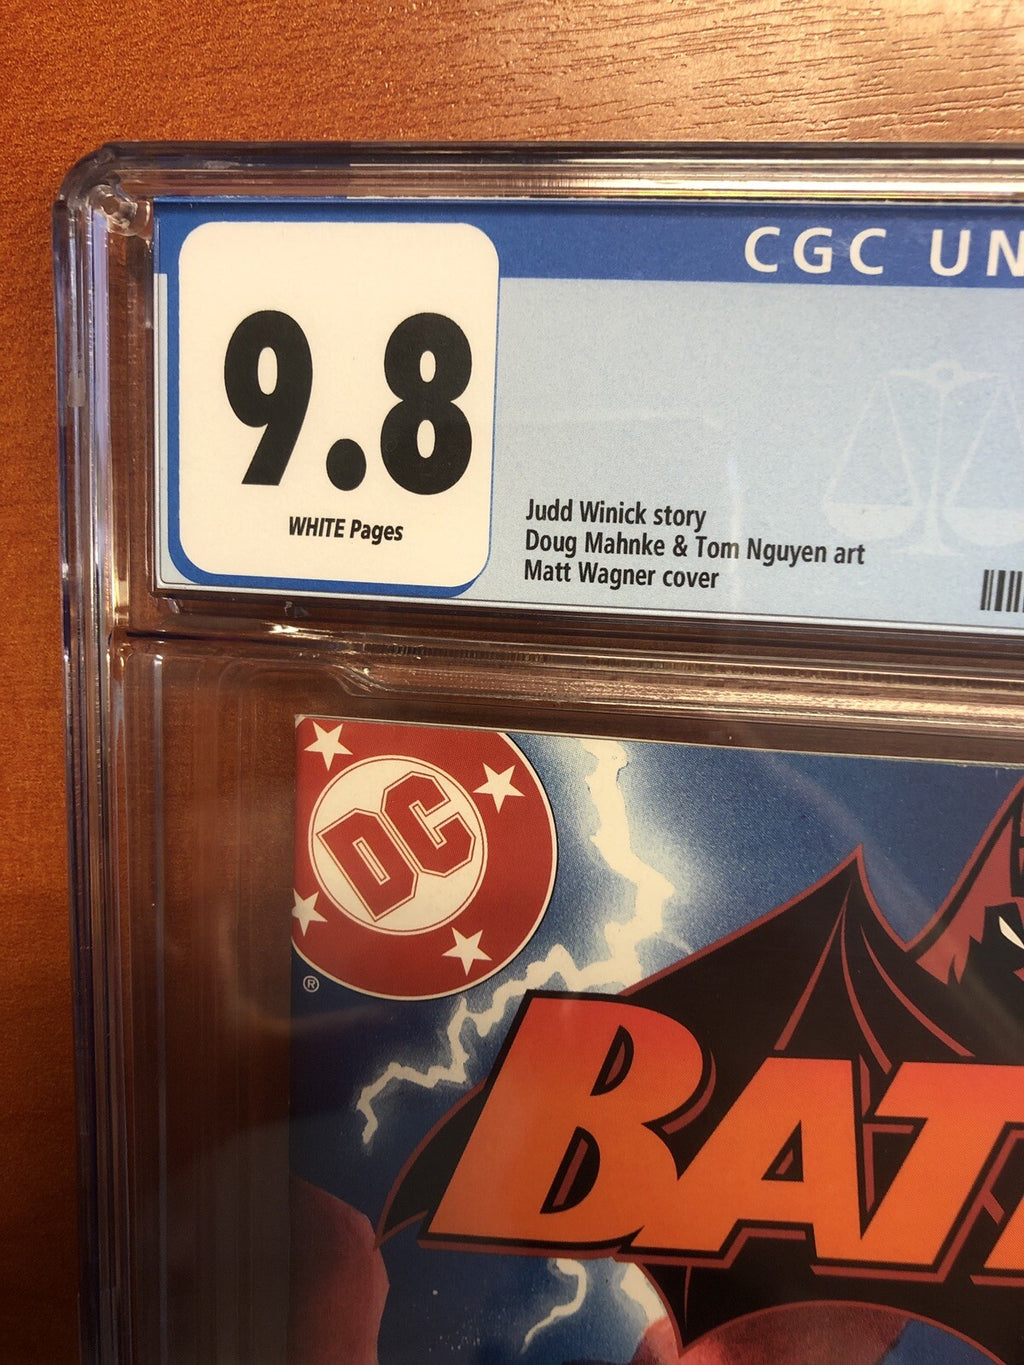 CGC UN
9.8
WHITE Pages
Judd Winick story
Doug Mahnke & Tom Nguyen art
Matt Wagner cover
DC
®
BAT